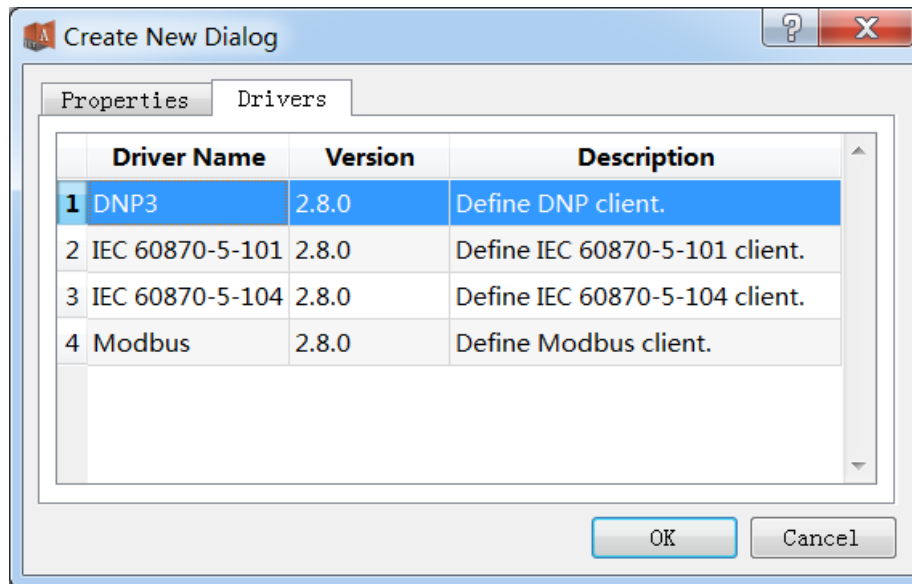 Create New Dialog
Properties Drivers
Driver Name Version Description
1 DNP3 2.8.0 Define DNP client.
2 IEC 60870-5-101 2.8.0 Define IEC 60870-5-101 client.
3 IEC 60870-5-104 2.8.0 Define IEC 60870-5-104 client.
4 Modbus 2.8.0 Define Modbus client.
OK Cancel